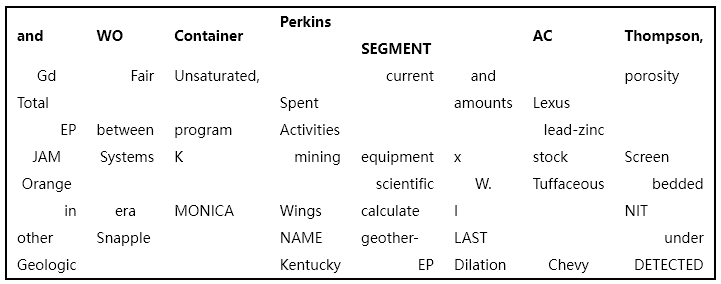 and WO Container Perkins SEGMENT AC Thompson,
Gd Fair Unsaturated, current and porosity
Total Spent amounts Lexus
EP between program Activities lead-zinc
JAM Systems K mining equipment x stock Screen
Orange scientific W. Tuffaceous bedded
in era MONICA Wings calculate I NIT
other Snapple NAME geother- LAST under
Geologic Kentucky EP Dilation Chevy DETECTED